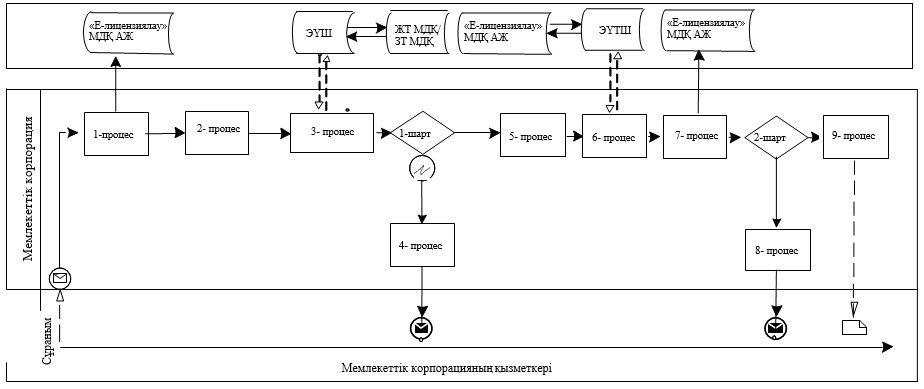 «Е-лицензиялау»
МДҚ АЖ
ЭҮШ
ЖТ МДҚ/
ЗТ МДҚ
«Е-лицензиялау»
МДҚ АЖ
ЭҮТШ
«Е-лицензиялау»
МДҚ АЖ
Мемлекеттік корпорация
1-процес
2- процес
3- процес
1-шарт
5- процес
6- процес
7- процес
2-шарт
9- процес
4- процес
8- процес
Сұраным
Мемлекеттік корпорацияның қызметкері